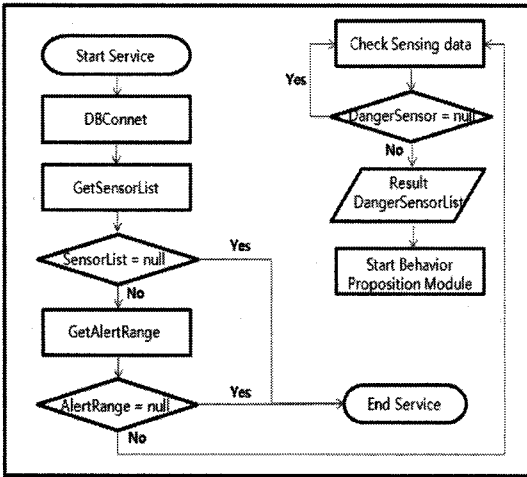 Start Service
DBConnet
GetSensorList
SensorList = null
Yes
No
GetAlertRange
AlertRange = null
Yes
No
End Service
Check Sensing data
Yes
DangerSensor = null
No
Result
DangerSensorList
Start Behavior
Proposition Module